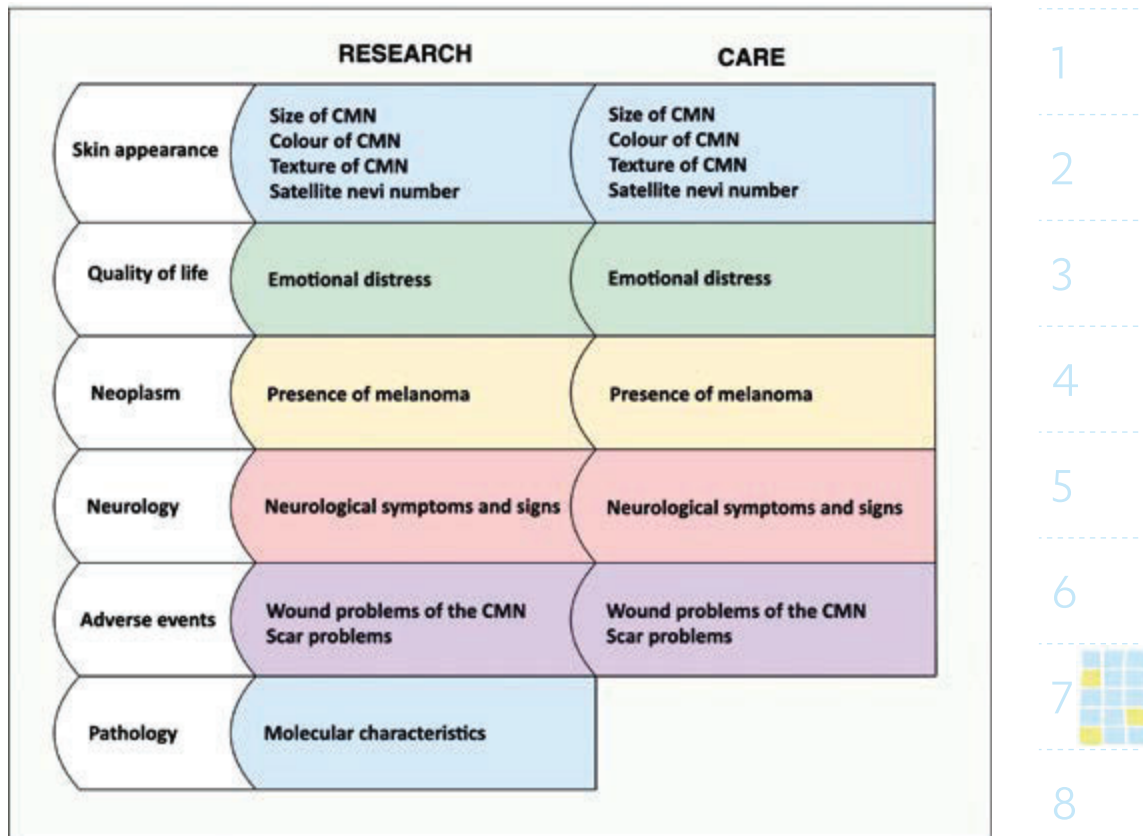 RESEARCH CARE
Skin appearance
Size of CMN
Colour of CMN
Texture of CMN
Satellite nevi number
Size of CMN
Colour of CMN
Texture of CMN
Satellite nevi number
Quality of life
Emotional distress
Emotional distress
Neoplasm
Presence of melanoma
Presence of melanoma
Neurology
Neurological symptoms and signs
Neurological symptoms and signs
Adverse events
Wound problems of the CMN
Scar problems
Wound problems of the CMN
Scar problems
Pathology
Molecular characteristics
1
2
3
4
5
6
7
8